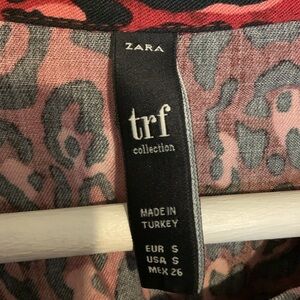 ZARA
trf
collection
MADE IN
TURKEY
EUR S
USA S
MEX 26